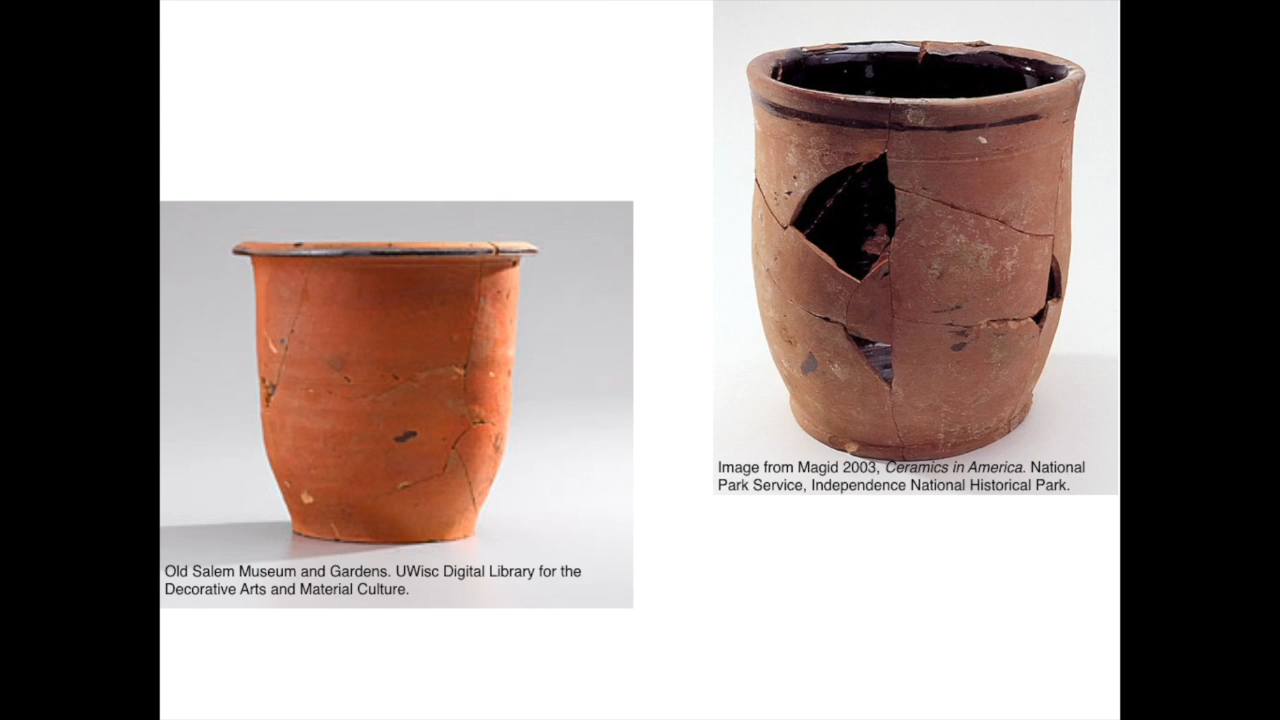 Image from Magid 2003, Ceramics in America. National
Park Service, Independence National Historical Park.
Old Salem Museum and Gardens. UWisc Digital Library for the
Decorative Arts and Material Culture.